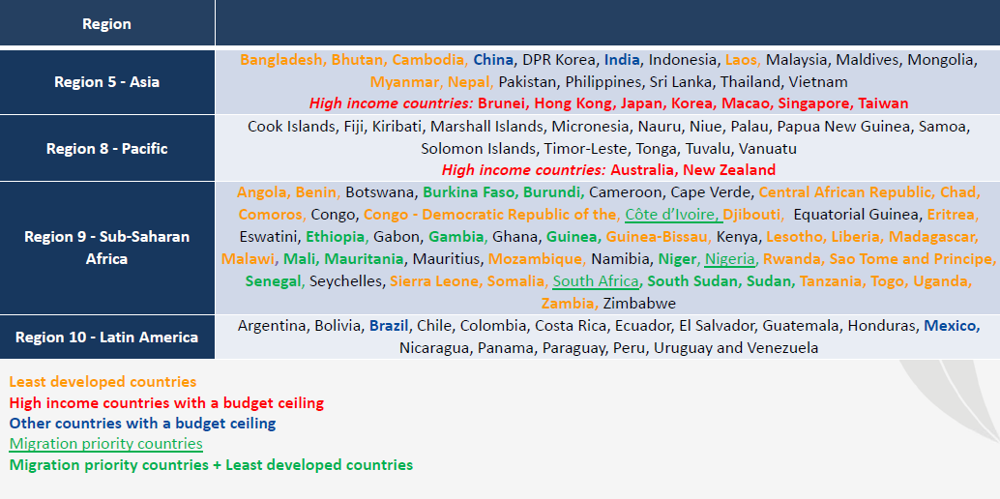 Region
Region 5 - Asia
Bangladesh, Bhutan, Cambodia, China, DPR Korea, India, Indonesia, Laos, Malaysia, Maldives, Mongolia,
Myanmar, Nepal, Pakistan, Philippines, Sri Lanka, Thailand, Vietnam
High income countries: Brunei, Hong Kong, Japan, Korea, Macao, Singapore, Taiwan
Region 8 - Pacific
Cook Islands, Fiji, Kiribati, Marshall Islands, Micronesia, Nauru, Niue, Palau, Papua New Guinea, Samoa,
Solomon Islands, Timor-Leste, Tonga, Tuvalu, Vanuatu
High income countries: Australia, New Zealand
Region 9 - Sub-Saharan
Africa
Angola, Benin, Botswana, Burkina Faso, Burundi, Cameroon, Cape Verde, Central African Republic, Chad,
Comoros, Congo, Congo - Democratic Republic of the, Côte d’Ivoire, Djibouti, Equatorial Guinea, Eritrea,
Eswatini, Ethiopia, Gabon, Gambia, Ghana, Guinea, Guinea-Bissau, Kenya, Lesotho, Liberia, Madagascar,
Malawi, Mali, Mauritania, Mauritius, Mozambique, Namibia, Niger, Nigeria, Rwanda, Sao Tome and Principe,
Senegal, Seychelles, Sierra Leone, Somalia, South Africa, South Sudan, Sudan, Tanzania, Togo, Uganda,
Zambia, Zimbabwe
Region 10 - Latin America
Argentina, Bolivia, Brazil, Chile, Colombia, Costa Rica, Ecuador, El Salvador, Guatemala, Honduras, Mexico,
Nicaragua, Panama, Paraguay, Peru, Uruguay and Venezuela
Least developed countries
High income countries with a budget ceiling
Other countries with a budget ceiling
Migration priority countries
Migration priority countries + Least developed countries